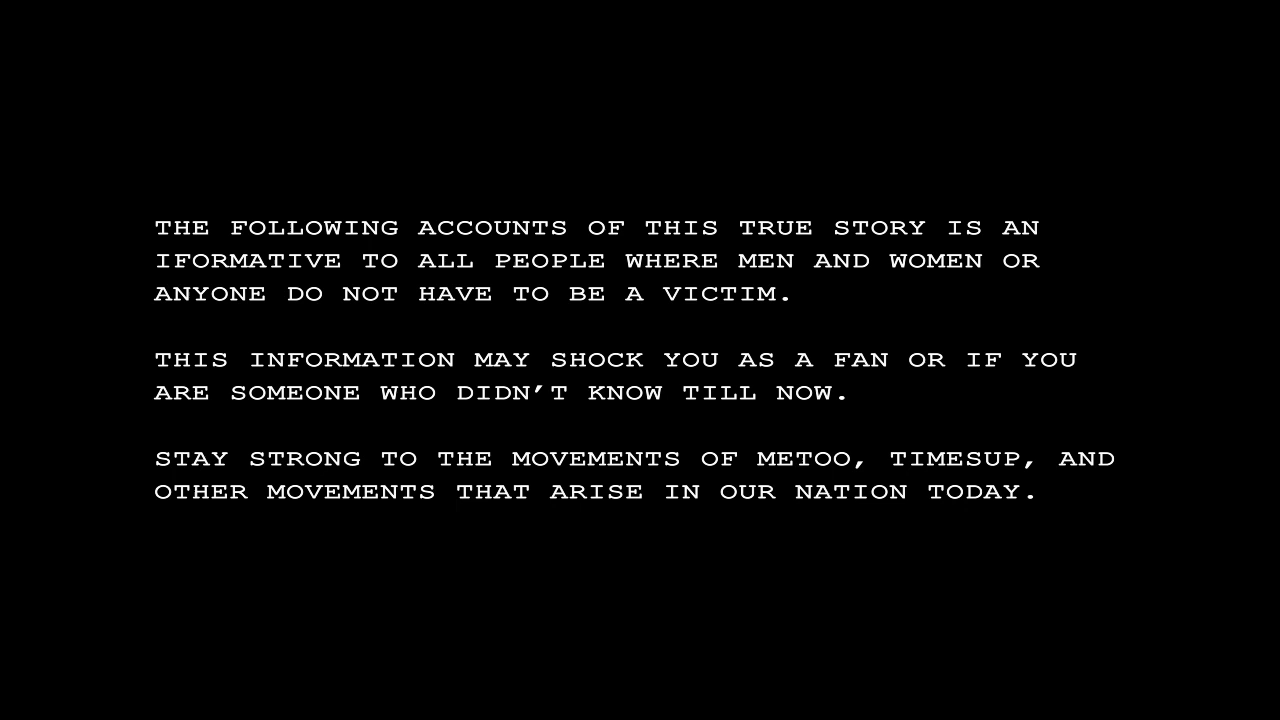 THE FOLLOWING ACCOUNTS OF THIS TRUE STORY IS AN
IFORMATIVE TO ALL PEOPLE WHERE MEN AND WOMEN OR
ANYONE DO NOT HAVE TO BE A VICTIM.
THIS INFORMATION MAY SHOCK YOU AS A FAN OR IF YOU
ARE SOMEONE WHO DIDN’T KNOW TILL NOW.
STAY STRONG TO THE MOVEMENTS OF METOO, TIMESUP, AND
OTHER MOVEMENTS THAT ARISE IN OUR NATION TODAY.